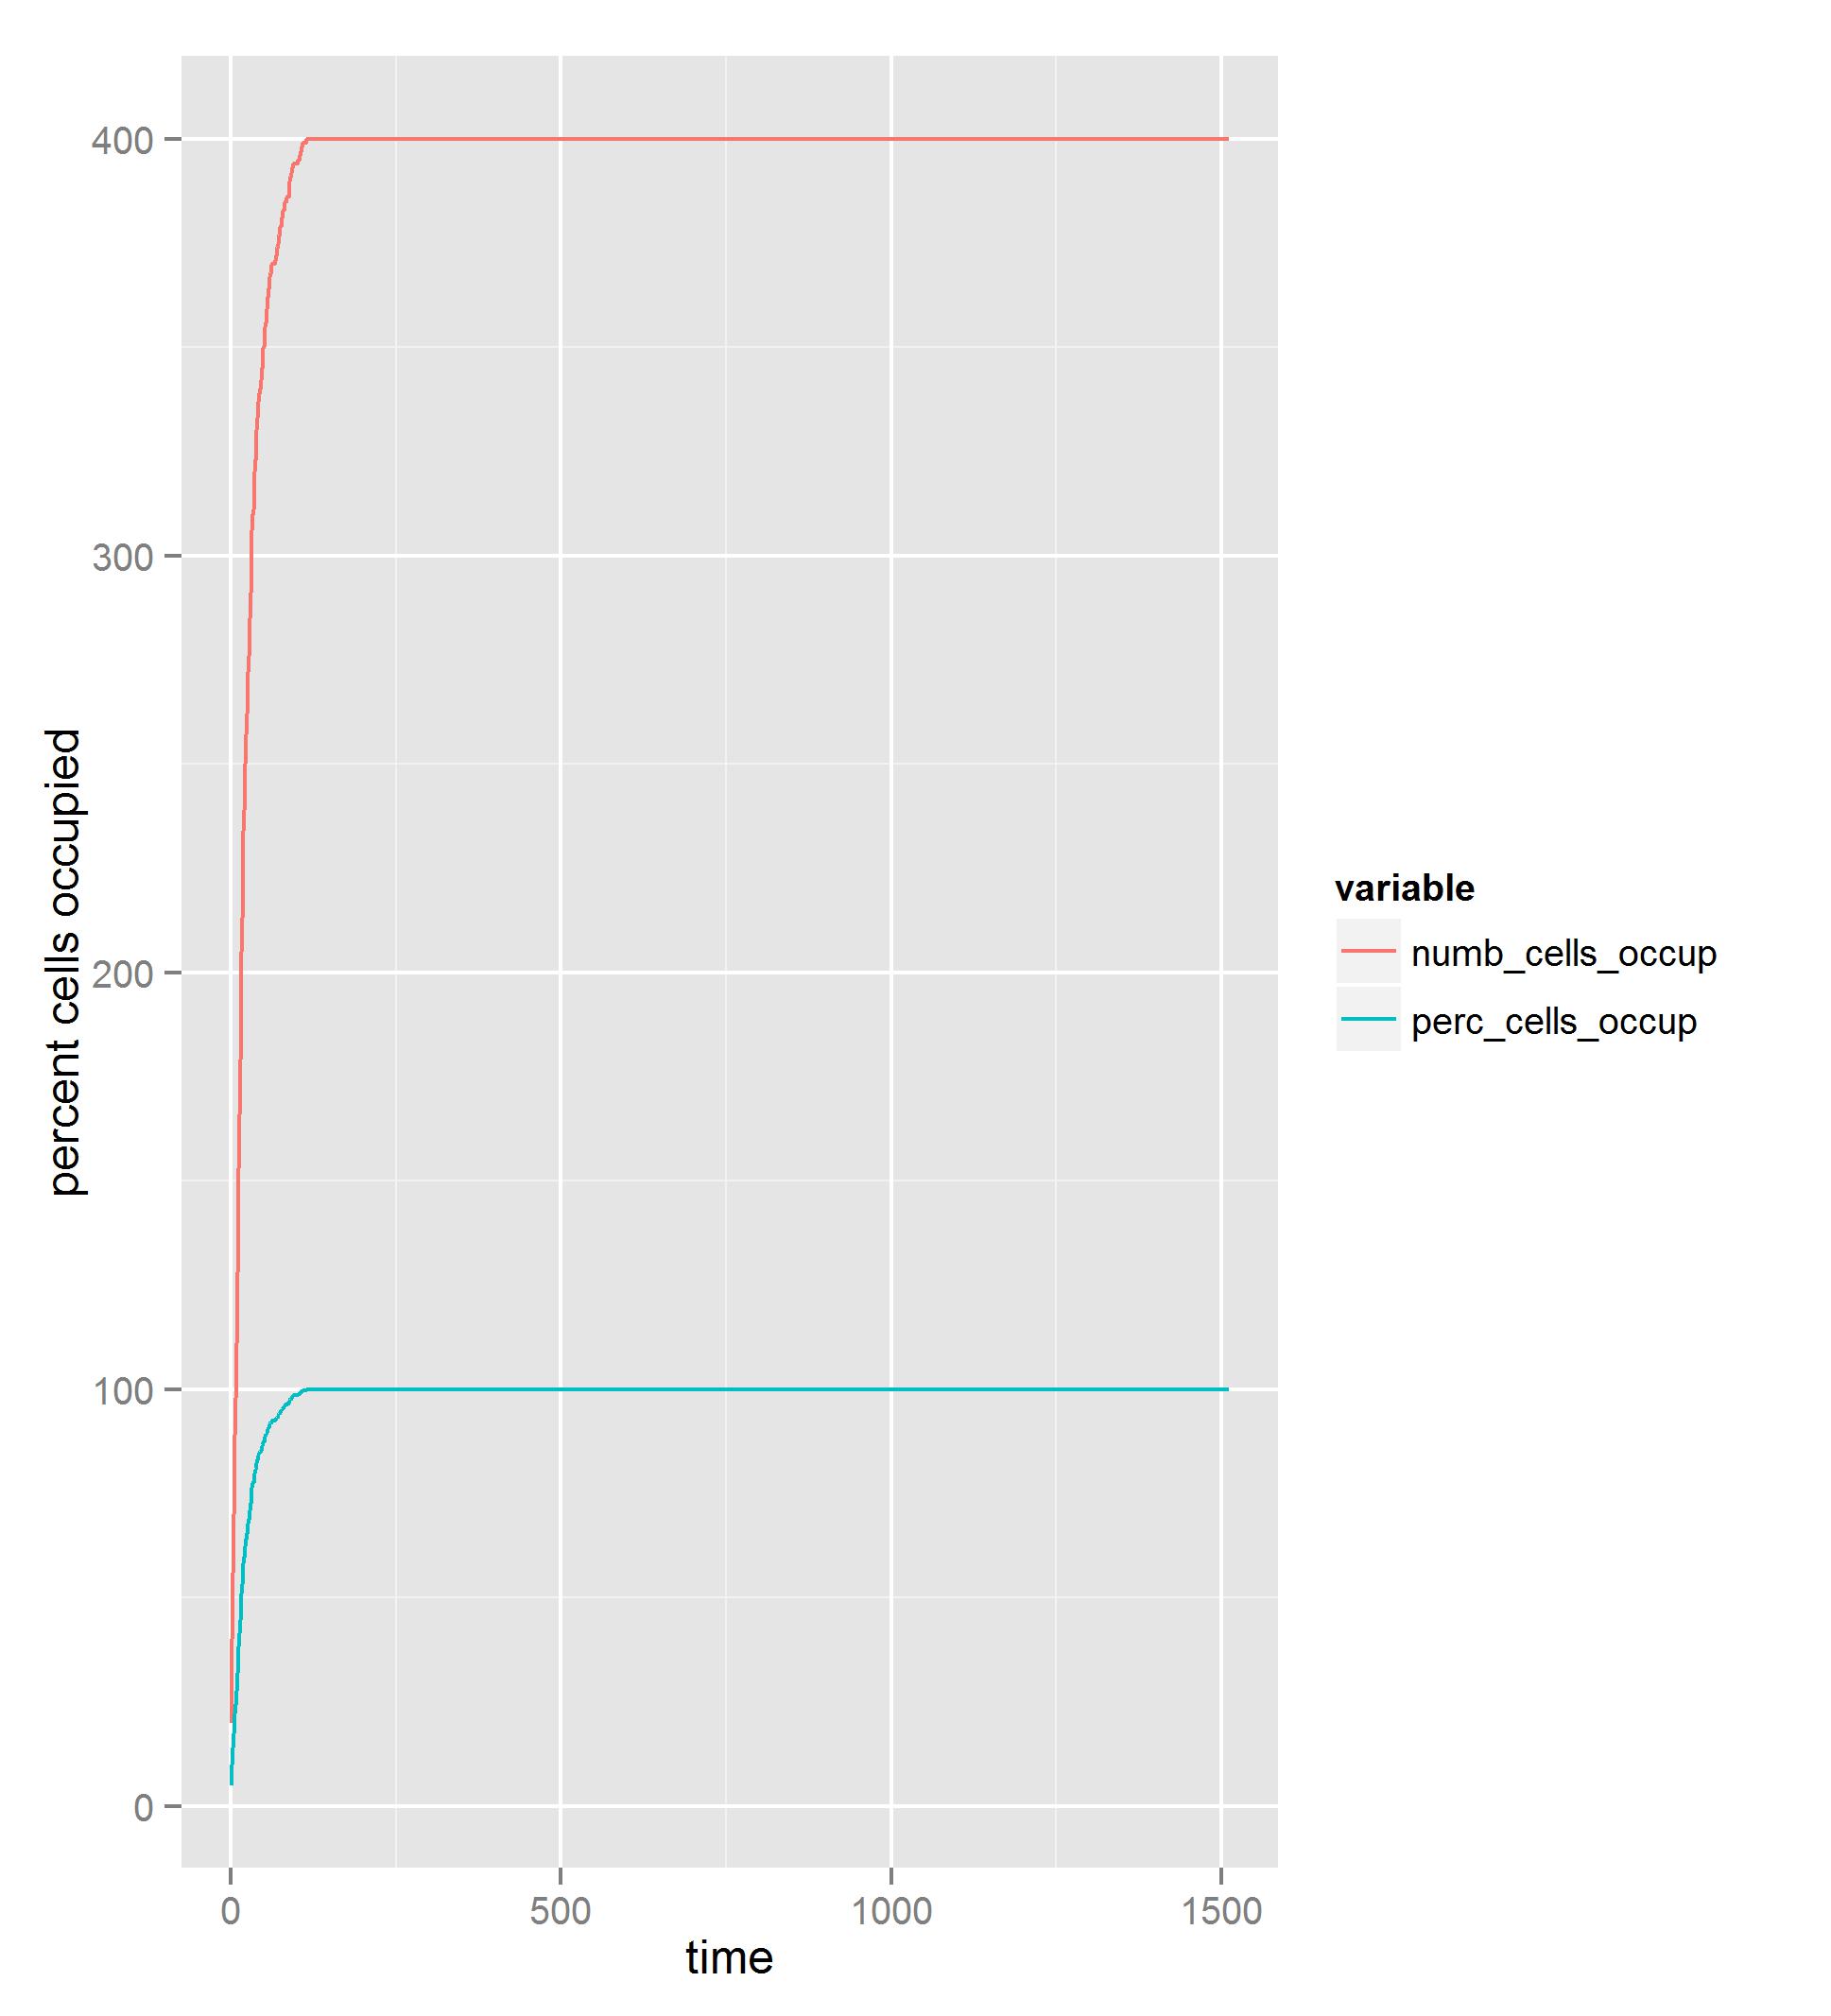 percent cells occupied
400
300
200
100
0
0 500 1000 1500
time
variable
numb_cells_occup
perc_cells_occup